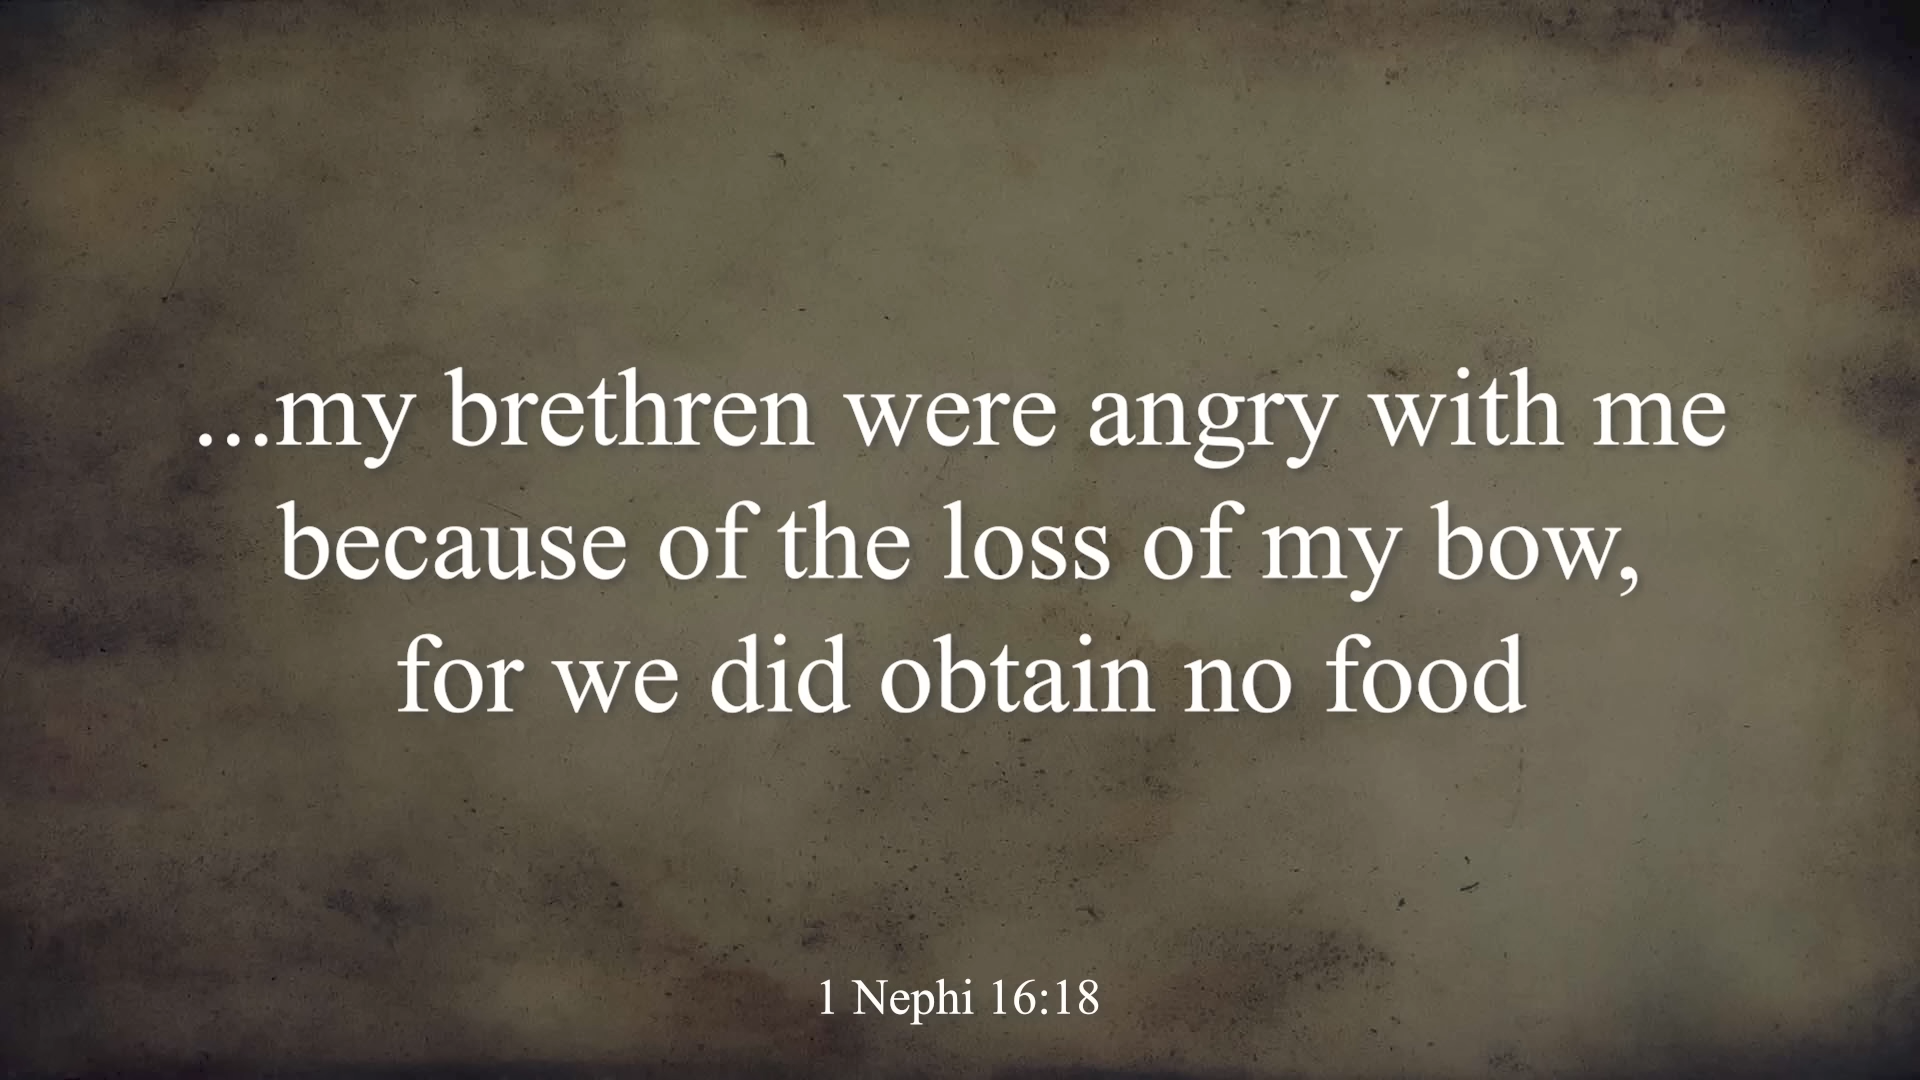 ...my brethren were angry with me
because of the loss of my bow,
for we did obtain no food
1 Nephi 16:18